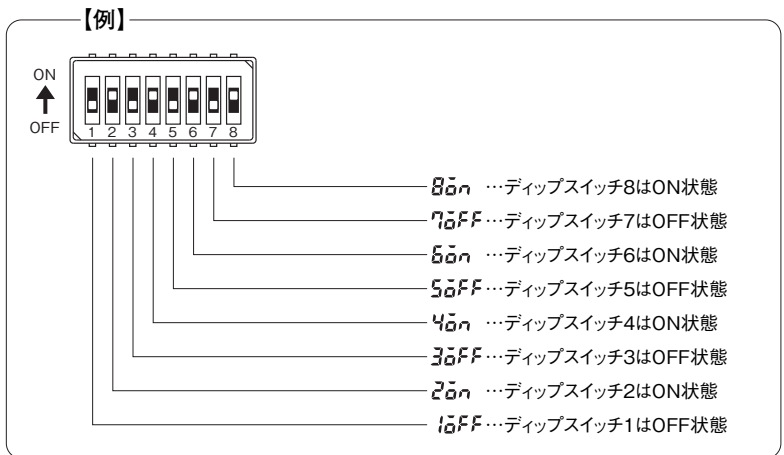 【例】
ON
OFF
1 2 3 4 5 6 7 8
8on …ディップスイッチ8はON状態
7oFF…ディップスイッチ7はOFF状態
6on …ディップスイッチ6はON状態
5oFF…ディップスイッチ5はOFF状態
4on …ディップスイッチ4はON状態
3oFF…ディップスイッチ3はOFF状態
2on …ディップスイッチ2はON状態
1oFF…ディップスイッチ1はOFF状態